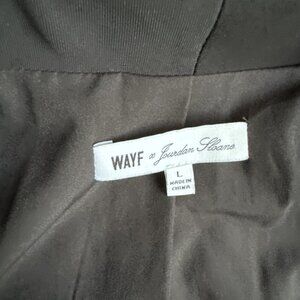 WAYF x Jourdan Sloane
L
MADE IN
CHINA